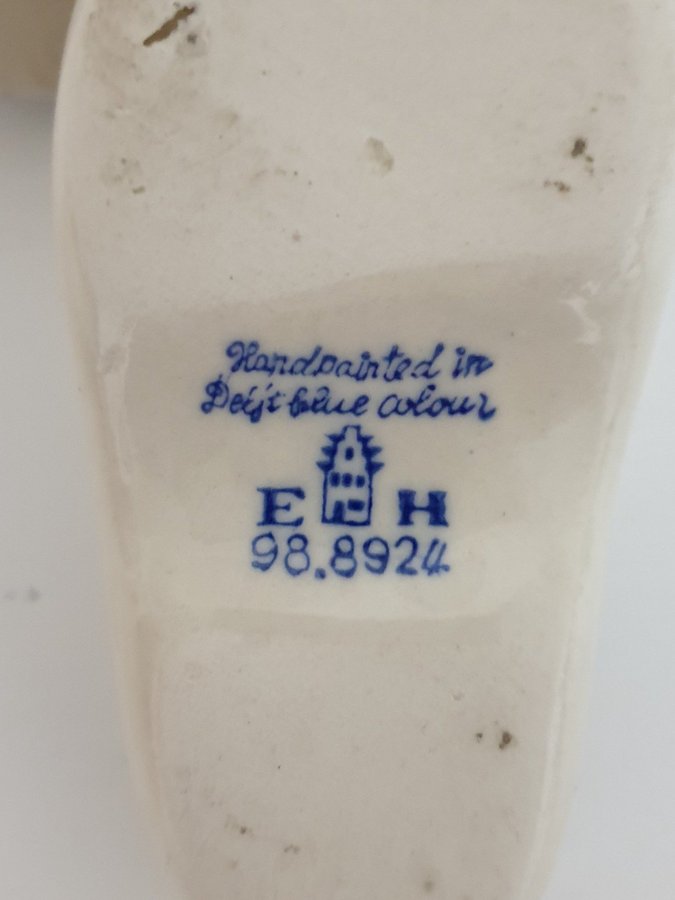 Handpainted in
Delft blue colour
E H
98.8924